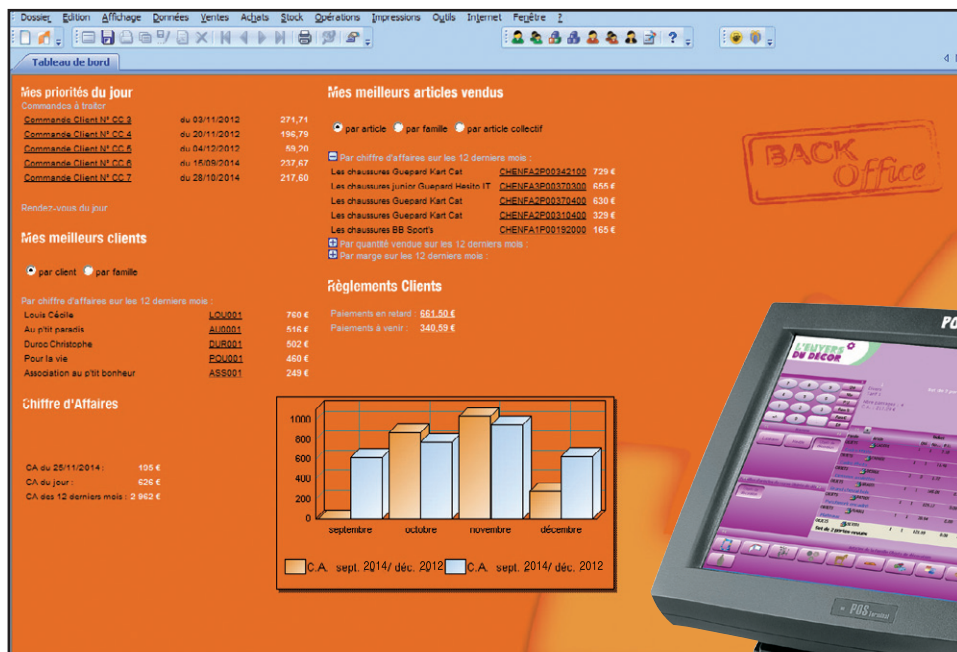 Dossier Edition Affichage Données Ventes Achats Stock Opérations Impressions Outils Internet Fenêtre ?
Tableau de bord
Mes priorités du jour
Commandes à traiter
Commande Client N° CC 3 du 03/11/2012 271,71
Commande Client N° CC 4 du 20/11/2012 196,79
Commande Client N° CC 5 du 04/12/2012 59,20
Commande Client N° CC 6 du 15/09/2014 237,67
Commande Client N° CC 7 du 28/10/2014 217,60
Rendez-vous du jour
Mes meilleurs clients
par client par famille
Par chiffre d'affaires sur les 12 derniers mois :
Louis Cécile LOU001 760 €
Au p'tit paradis AU0001 516 €
Duroc Christophe DUR001 502 €
Pour la vie POU001 460 €
Association au p'tit bonheur ASS001 249 €
Chiffre d'Affaires
CA du 25/11/2014 : 105 €
CA du jour : 626 €
CA des 12 derniers mois : 2 962 €
Mes meilleurs articles vendus
par article par famille par article collectif
Par chiffre d'affaires sur les 12 derniers mois :
Les chaussures Guepard Kart Cat CHENFA2P00342100 729 €
Les chaussures junior Guepard Hesito IT CHENFA3P00370300 655 €
Les chaussures Guepard Kart Cat CHENFA2P00370400 630 €
Les chaussures Guepard Kart Cat CHENFA2P00310400 329 €
Les chaussures BB Sport's CHENFA1P00192000 165 €
Par quantité vendue sur les 12 derniers mois :
Par marge sur les 12 derniers mois :
Règlements Clients
Paiements en retard : 661,50 €
Paiements à venir : 340,59 €
1000
800
600
400
200
0
septembre octobre novembre décembre
C.A. sept. 2014/ déc. 2012 C.A. sept. 2014/ déc. 2012
BACK
Office
L'ENVERS
DU DÉCOR
POS